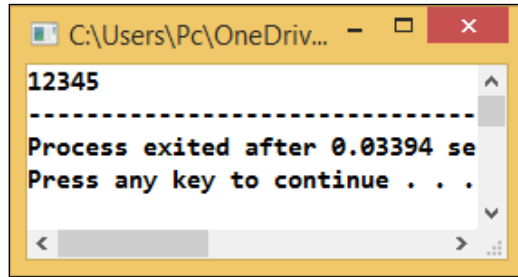 C:\Users\Pc\OneDriv...
12345
--------------------------------
Process exited after 0.03394 se
Press any key to continue . . .